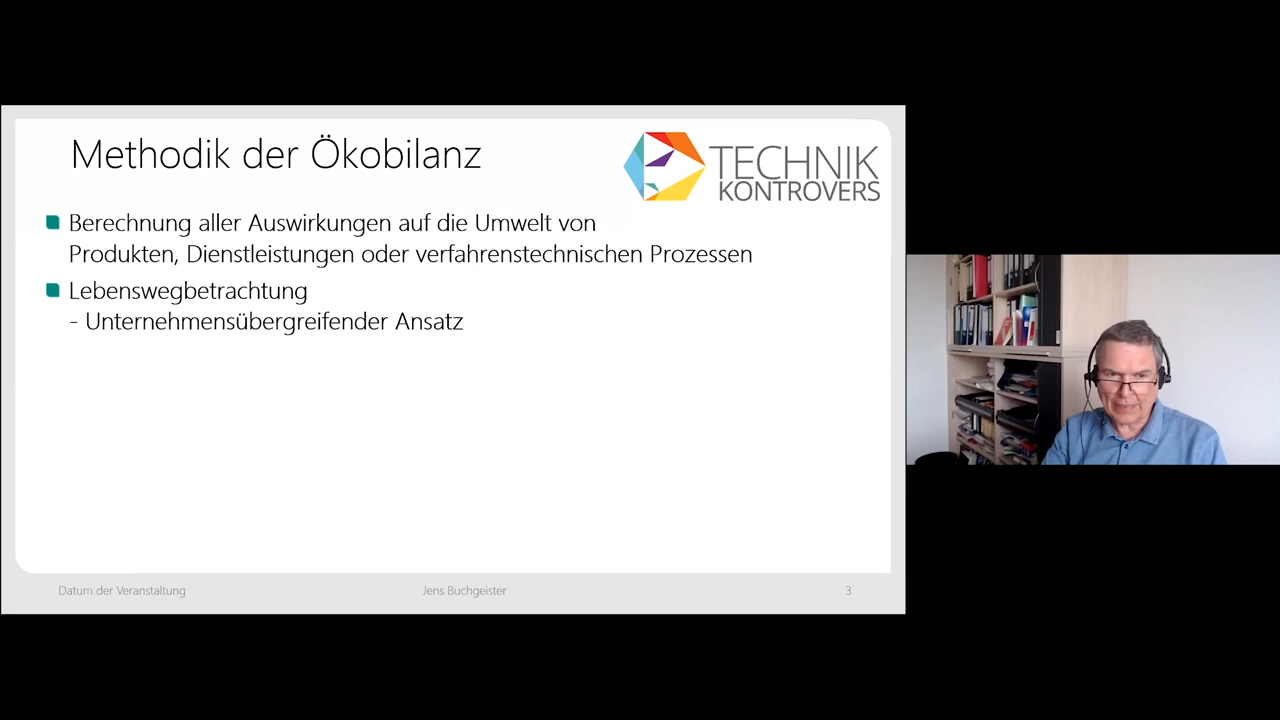 Methodik der Ökobilanz
TECHNIK
KONTROVERS
Berechnung aller Auswirkungen auf die Umwelt von
Produkten, Dienstleistungen oder verfahrenstechnischen Prozessen
Lebenswegbetrachtung
- Unternehmensübergreifender Ansatz
Datum der Veranstaltung
Jens Buchgeister
3